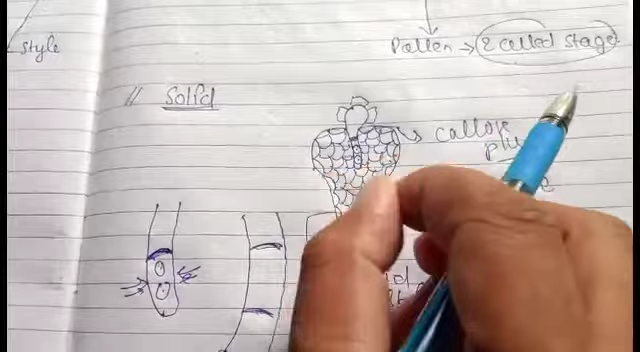 style
Pollen → 2 celled stage
// Solid
callose